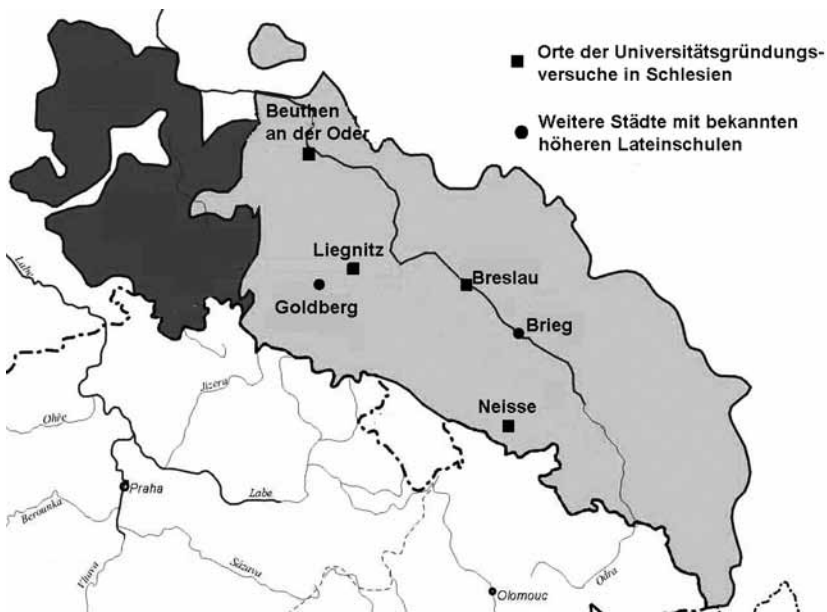 Orte der Universitätsgründungs-
versuche in Schlesien
Weitere Städte mit bekannten
höheren Lateinschulen
Beuthen
an der Oder
Liegnitz
Breslau
Goldberg
Brieg
Neisse
Labe
Jizera
Ohře
Praha
Labe
Berounka
Vltava
Sázava
Olomouc
Odra